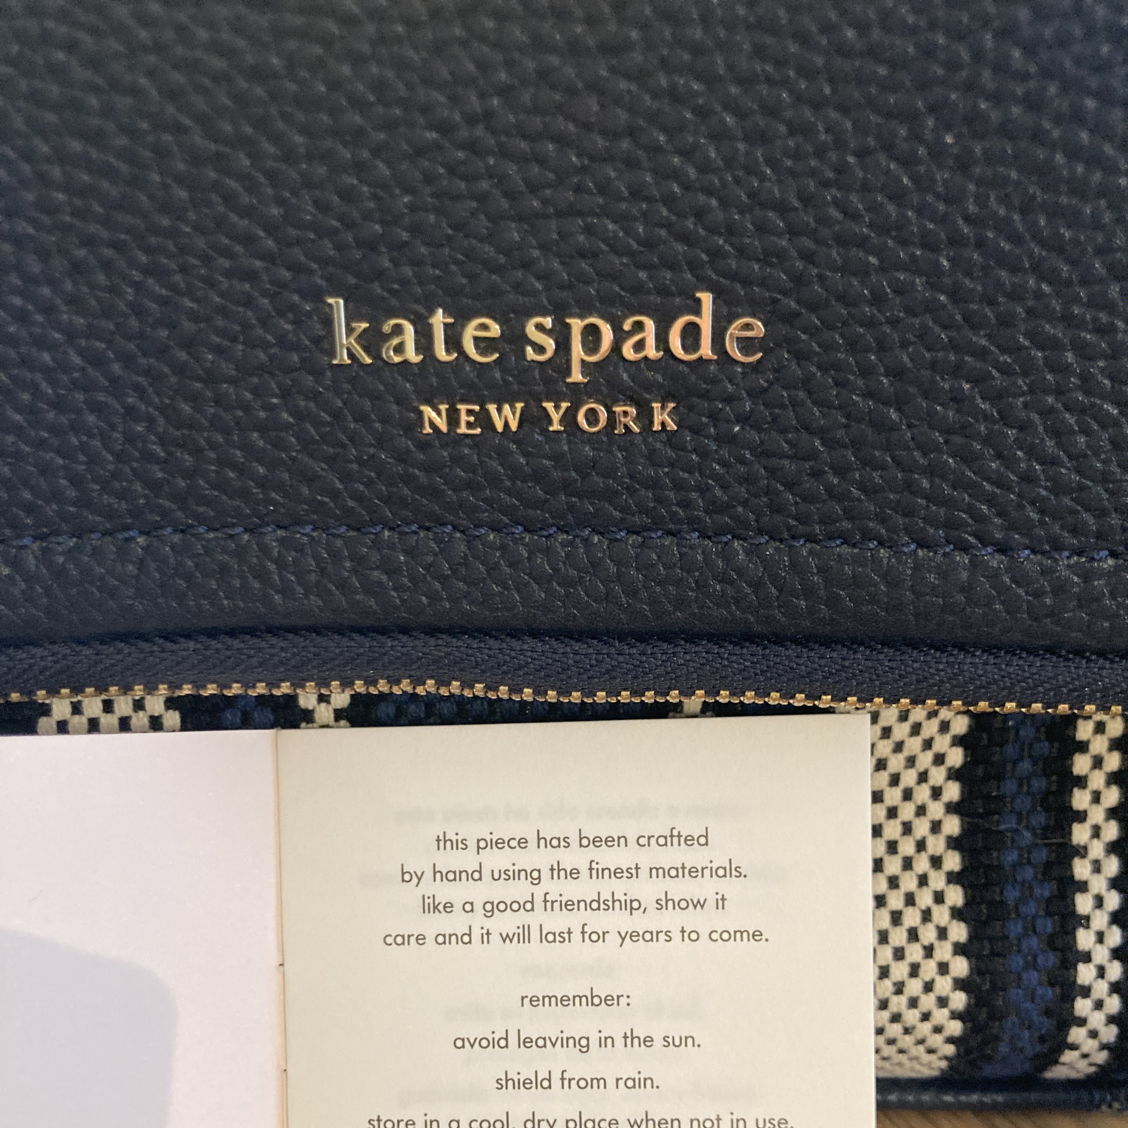 kate spade
NEW YORK
this piece has been crafted
by hand using the finest materials.
like a good friendship, show it
care and it will last for years to come.
remember:
avoid leaving in the sun.
shield from rain.
store in a cool, dry place when not in use.